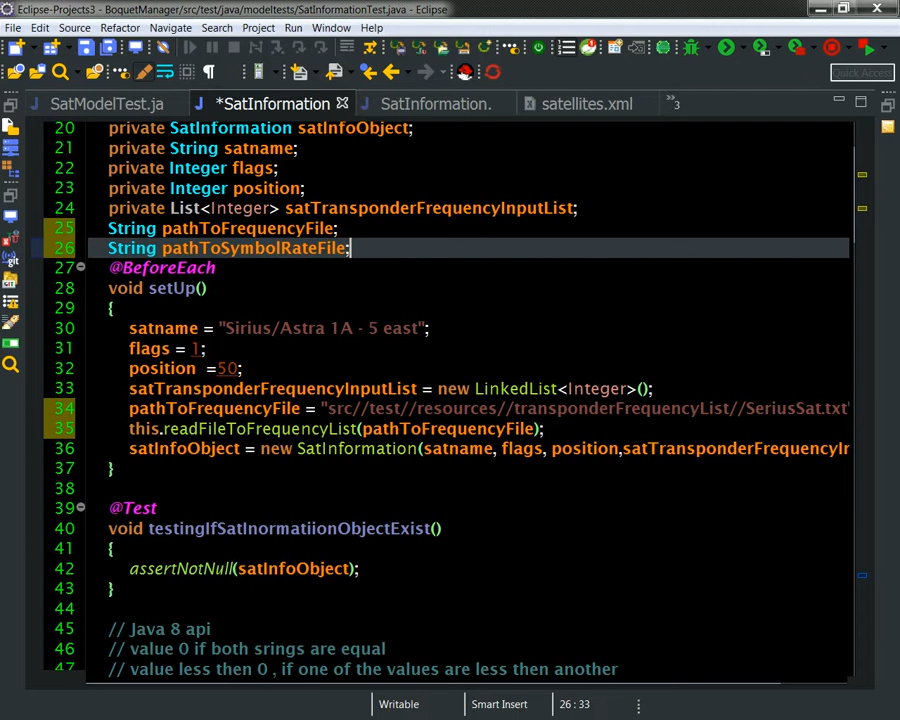 Eclipse-Projects3 - BoquetManager/src/test/java/modeltests/SatInformationTest.java - Eclipse
File Edit Source Refactor Navigate Search Project Run Window Help
Quick Access
SatModelTest.ja *SatInformation SatInformation. satellites.xml »3
20 private SatInformation satInfoObject;
21 private String satname;
22 private Integer flags;
23 private Integer position;
24 private List<Integer> satTransponderFrequencyInputList;
25 String pathToFrequencyFile;
26 String pathToSymbolRateFile;
27 @BeforeEach
28 void setUp()
29 {
30 satname = "Sirius/Astra 1A - 5 east";
31 flags = 1;
32 position =50;
33 satTransponderFrequencyInputList = new LinkedList<Integer>();
34 pathToFrequencyFile = "src//test//resources//transponderFrequencyList//SeriusSat.txt"
35 this.readFileToFrequencyList(pathToFrequencyFile);
36 satInfoObject = new SatInformation(satname, flags, position,satTransponderFrequencyIn
37 }
38
39 @Test
40 void testingIfSatInormatiionObjectExist()
41 {
42 assertNotNull(satInfoObject);
43 }
44
45 // Java 8 api
46 // value 0 if both srings are equal
47 // value less then 0 , if one of the values are less then another
Writable Smart Insert 26 : 33